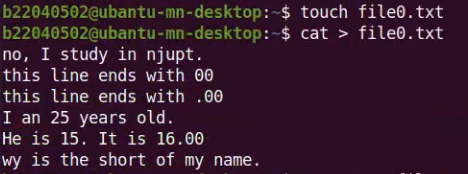 b22040502@ubantu-mn-desktop:~$ touch file0.txt
b22040502@ubantu-mn-desktop:~$ cat > file0.txt
no, I study in njupt.
this line ends with 00
this line ends with .00
I an 25 years old.
He is 15. It is 16.00
wy is the short of my name.